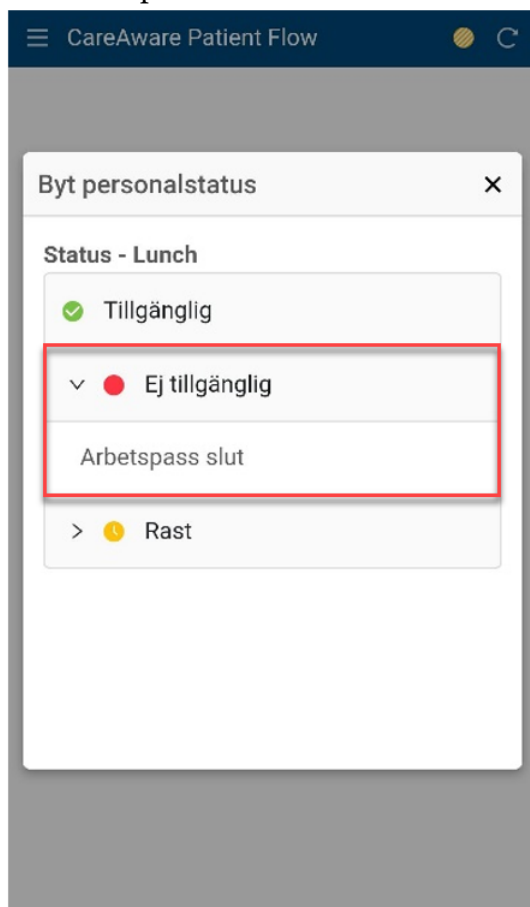 CareAware Patient Flow
Byt personalstatus
Status - Lunch
Tillgänglig
Ej tillgänglig
Arbetspass slut
Rast